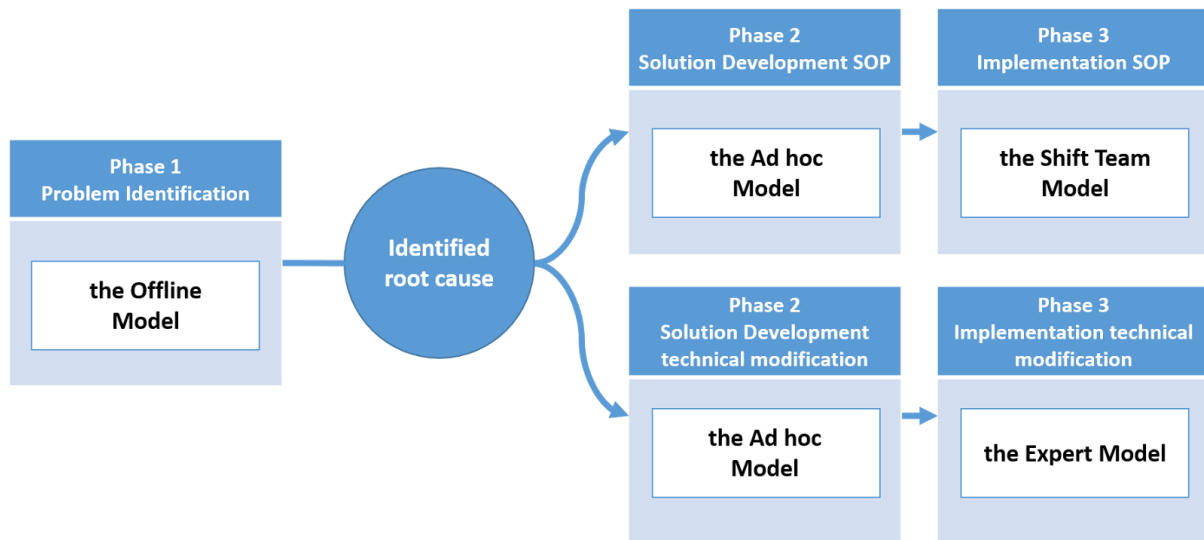 Phase 1
Problem Identification
the Offline
Model
Identified
root cause
Phase 2
Solution Development SOP
the Ad hoc
Model
Phase 3
Implementation SOP
the Shift Team
Model
Phase 2
Solution Development
technical modification
the Ad hoc
Model
Phase 3
Implementation technical
modification
the Expert Model